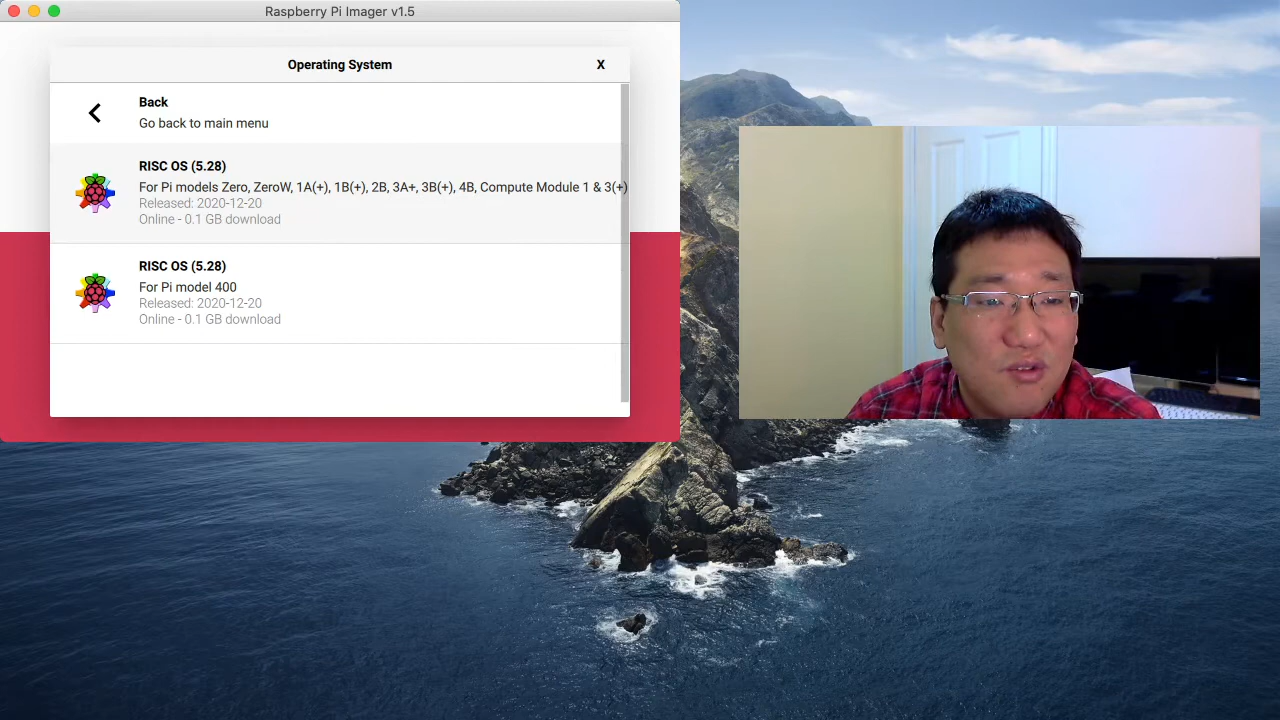 Raspberry Pi Imager v1.5
Operating System
X
Back
Go back to main menu
RISC OS (5.28)
For Pi models Zero, ZeroW, 1A(+), 1B(+), 2B, 3A+, 3B(+), 4B, Compute Module 1 & 3(+)
Released: 2020-12-20
Online - 0.1 GB download
RISC OS (5.28)
For Pi model 400
Released: 2020-12-20
Online - 0.1 GB download